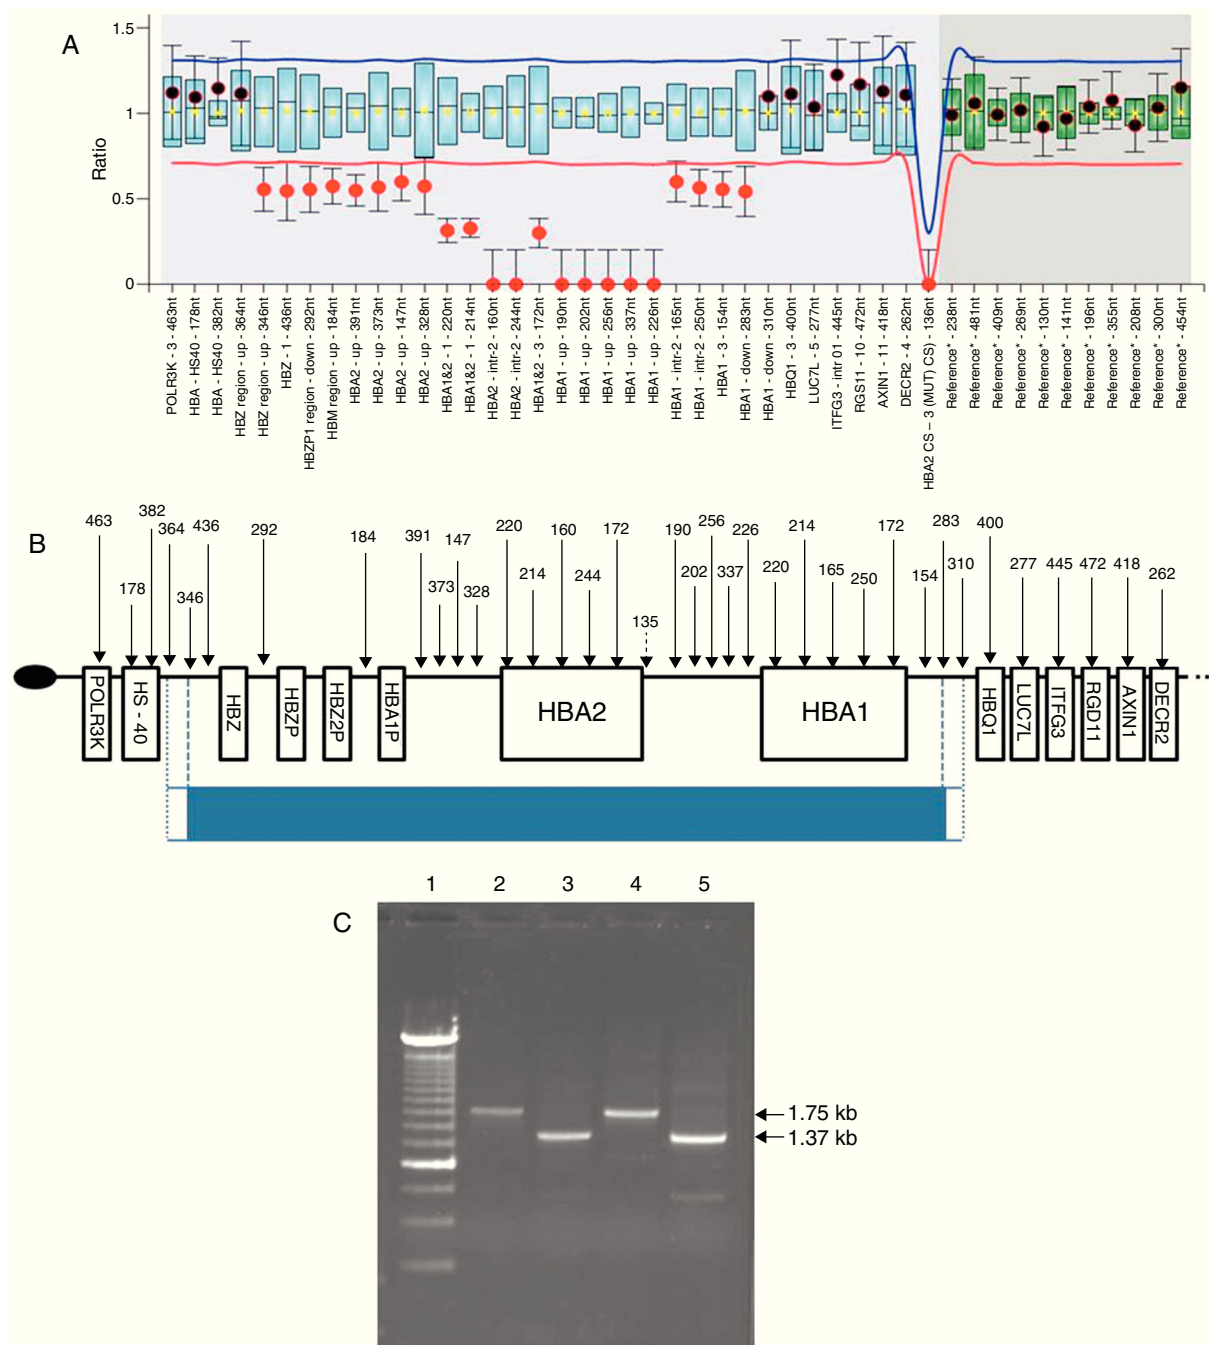 A
1.5
1
0.5
0
Ratio
POLR3K - 3 - 463nt
HBA - HS40 - 178nt
HBA - HS40 - 382nt
HBZ region - up - 364nt
HBZ region - up - 346nt
HBZ - 1 - 436nt
HBZP1 region - down - 292nt
HBM region - up - 184nt
HBA2 - up - 391nt
HBA2 - up - 373nt
HBA2 - up - 147nt
HBA2 - up - 328nt
HBA1&2 - 1 - 220nt
HBA1&2 - 1 - 214nt
HBA2 - intr-2 - 160nt
HBA2 - intr-2 - 244nt
HBA1&2 - 3 - 172nt
HBA1 - up - 190nt
HBA1 - up - 202nt
HBA1 - up - 256nt
HBA1 - up - 337nt
HBA1 - up - 226nt
HBA1 - intr-2 - 165nt
HBA1 - intr-2 - 250nt
HBA1 - 3 - 154nt
HBA1 - down - 283nt
HBA1 - down - 310nt
HBQ1 - 3 - 400nt
LUC7L - 5 - 277nt
ITFG3 - intr 01 - 445nt
RGS11 - 10 - 472nt
AXIN1 - 11 - 418nt
DECR2 - 4 - 262nt
HBA2 CS – 3 (MUT) CS) - 136nt
Reference* - 238nt
Reference* - 481nt
Reference* - 409nt
Reference* - 269nt
Reference* - 130nt
Reference* - 141nt
Reference* - 196nt
Reference* - 355nt
Reference* - 208nt
Reference* - 300nt
Reference* - 454nt
B
463
178
382
364
346
436
292
184
391
373
147
328
220
214
160
244
172
135
190
202
256
337
226
220
214
165
250
172
154
283
310
400
277
445
472
418
262
POLR3K
HS - 40
HBZ
HBZP
HBZ2P
HBA1P
HBA2
HBA1
HBQ1
LUC7L
ITFG3
RGD11
AXIN1
DECR2
C
1 2 3 4 5
1.75 kb
1.37 kb